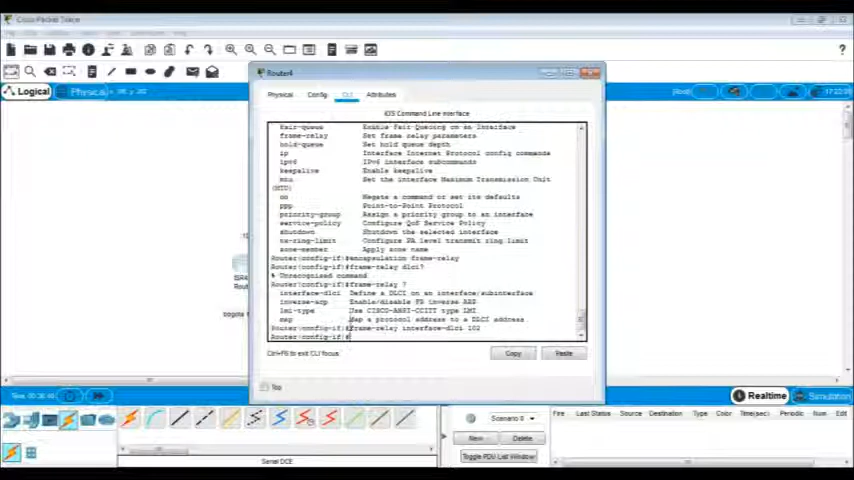 Cisco Packet Tracer
Logical
Physical
Router4
Physical
Config
CLI
Attributes
IOS Command Line Interface
fair-queue Enable Fair Queuing on an Interface
frame-relay Set frame relay parameters
hold-queue Set hold queue depth
ip Interface Internet Protocol config commands
ipv6 IPv6 interface subcommands
keepalive Enable keepalive
mtu Set the interface Maximum Transmission Unit
(MTU)
no Negate a command or set its defaults
ppp Point-to-Point Protocol
priority-group Assign a priority group to an interface
service-policy Configure QoS Service Policy
shutdown Shutdown the selected interface
tx-ring-limit Configure PA level transmit ring limit
zone-member Apply zone name
Router(config-if)#encapsulation frame-relay
Router(config-if)#frame-relay dlci?
% Unrecognized command
Router(config-if)#frame-relay ?
interface-dlci Define a DLCI on an interface/subinterface
inverse-arp Enable/disable FR inverse ARP
lmi-type Use CISCO-ANSI-CCITT type LMI
map Map a protocol address to a DLCI address
Router(config-if)#frame-relay interface-dlci 102
Router(config-if)#
Ctrl+F6 to exit CLI focus
Copy
Paste
Top
Realtime
Simulation
Scenario 0
New
Delete
Toggle PDU List Window
Fire Last Status Source Destination Type Color Time(sec) Periodic Num Edit
Serial DCE